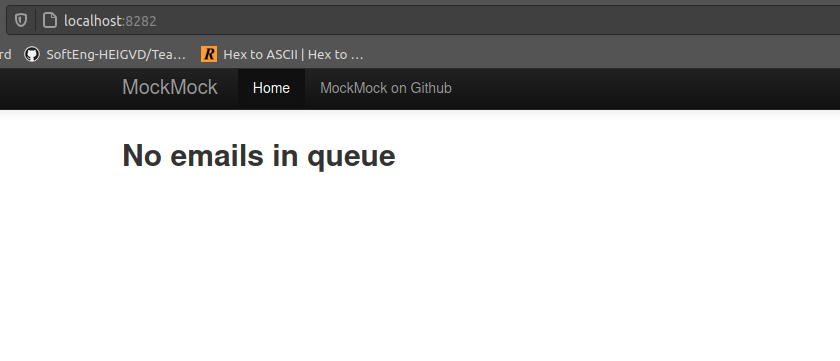 localhost:8282
rd SoftEng-HEIGVD/Tea... Hex to ASCII | Hex to ...
MockMock Home MockMock on Github
No emails in queue